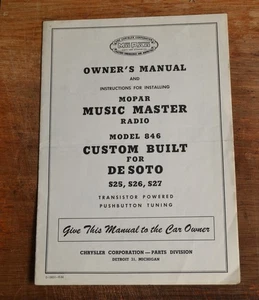 MOPAR
OWNER'S MANUAL
AND
INSTRUCTIONS FOR INSTALLING
MOPAR
MUSIC MASTER
RADIO
MODEL 846
CUSTOM BUILT
FOR
DE SOTO
S25, S26, S27
TRANSISTOR POWERED
PUSHBUTTON TUNING
Give This Manual to the Car Owner
CHRYSLER CORPORATION—PARTS DIVISION
DETROIT 31, MICHIGAN